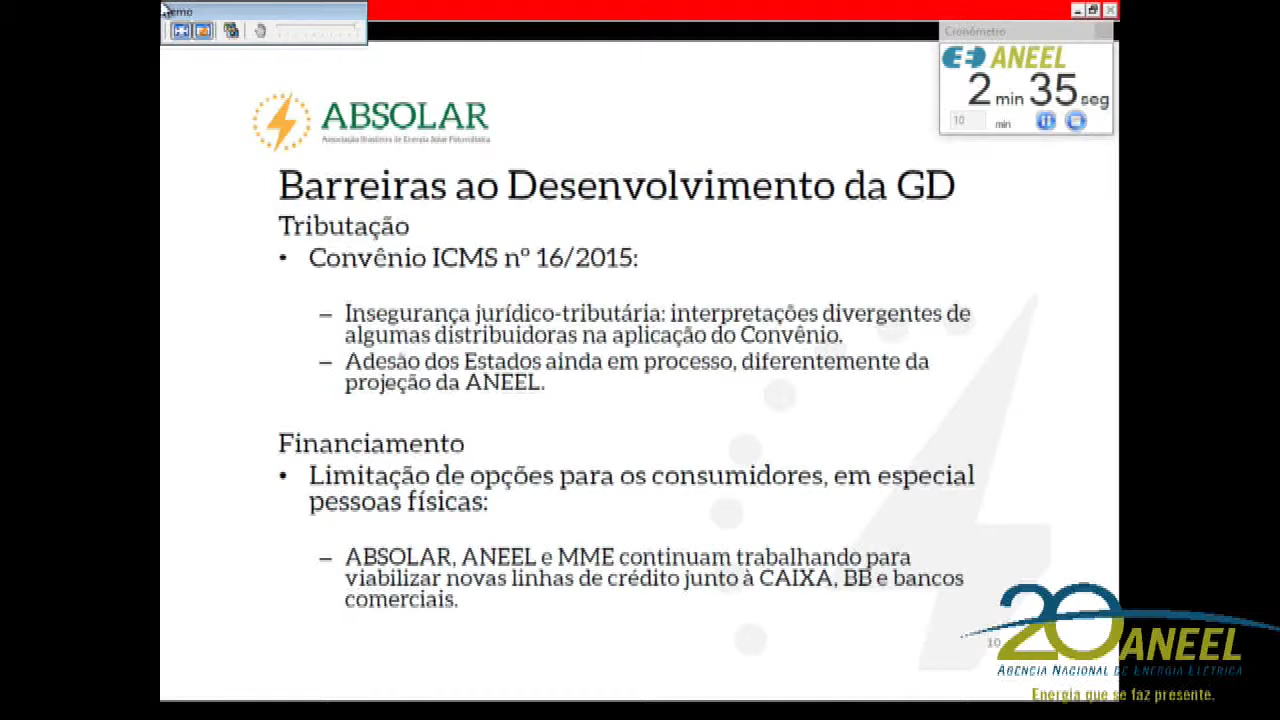 Cronômetro
ANEEL
2 min 35 seg
10 min
ABSOLAR
Associação Brasileira de Energia Solar Fotovoltaica
Barreiras ao Desenvolvimento da GD
Tributação
• Convênio ICMS nº 16/2015:
– Insegurança jurídico-tributária: interpretações divergentes de
algumas distribuidoras na aplicação do Convênio.
– Adesão dos Estados ainda em processo, diferentemente da
projeção da ANEEL.
Financiamento
• Limitação de opções para os consumidores, em especial
pessoas físicas:
– ABSOLAR, ANEEL e MME continuam trabalhando para
viabilizar novas linhas de crédito junto à CAIXA, BB e bancos
comerciais.
10
20 ANEEL
AGENCIA NACIONAL DE ENERGIA ELÉTRICA
Energia que se faz presente.